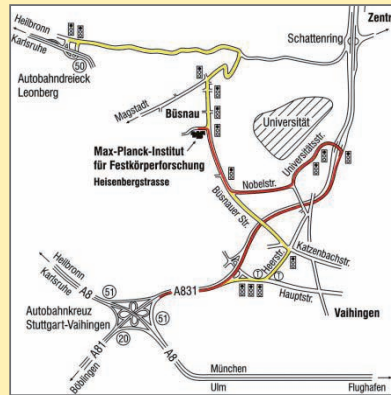 Heilbronn
Karlsruhe
50
Autobahndreieck
Leonberg
Schattenring
Zentr
Magstadt
Büsnau
Universität
Max-Planck-Institut
für Festkörperforschung
Heisenbergstrasse
Universitätsstr.
Nobelstr.
Büsnauer Str.
Heilbronn
Karlsruhe
A8
51
Autobahnkreuz
Stuttgart-Vaihingen
A831
Heerstr.
T
T
Katzenbachstr.
Hauptstr.
Vaihingen
51
20
A81
Böblingen
A8
München
Ulm
Flughafen